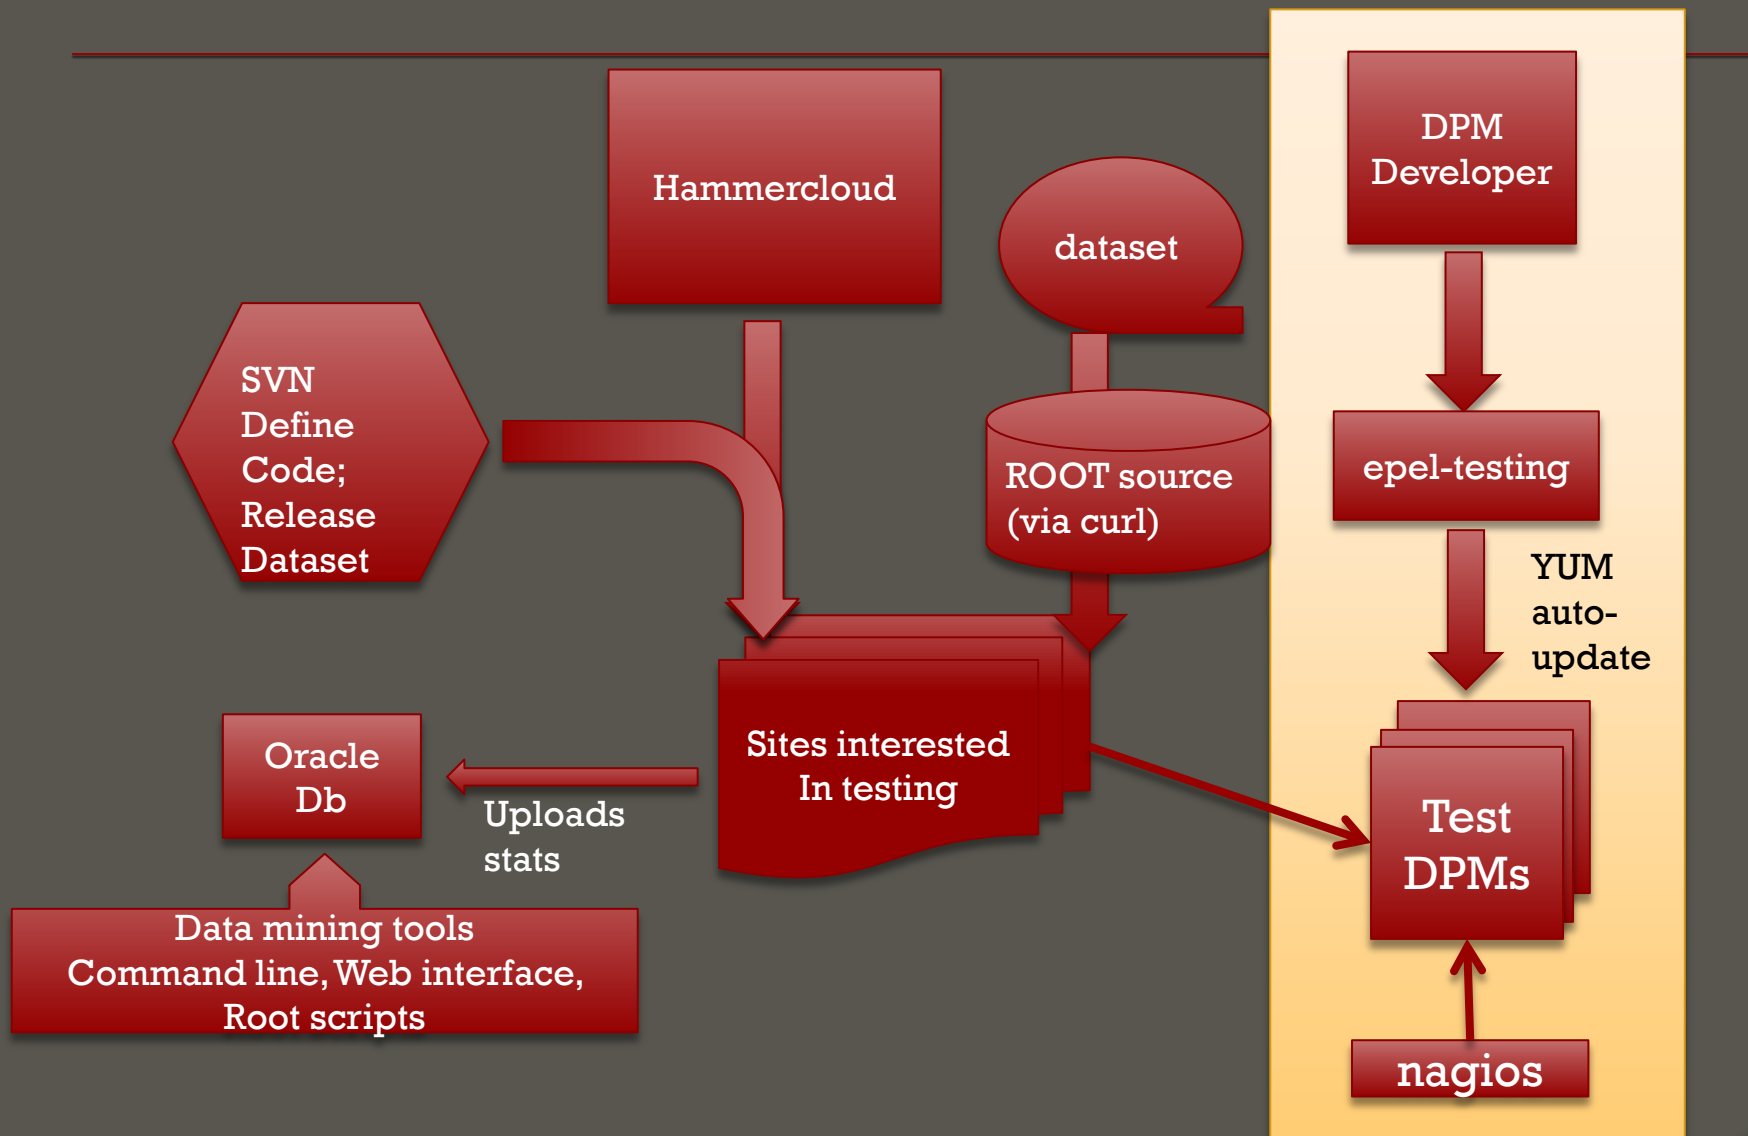 Hammercloud
DPM
Developer
dataset
SVN
Define
Code;
Release
Dataset
ROOT source
(via curl)
epel-testing
YUM
auto-
update
Oracle
Db
Uploads
stats
Sites interested
In testing
Test
DPMs
Data mining tools
Command line, Web interface,
Root scripts
nagios